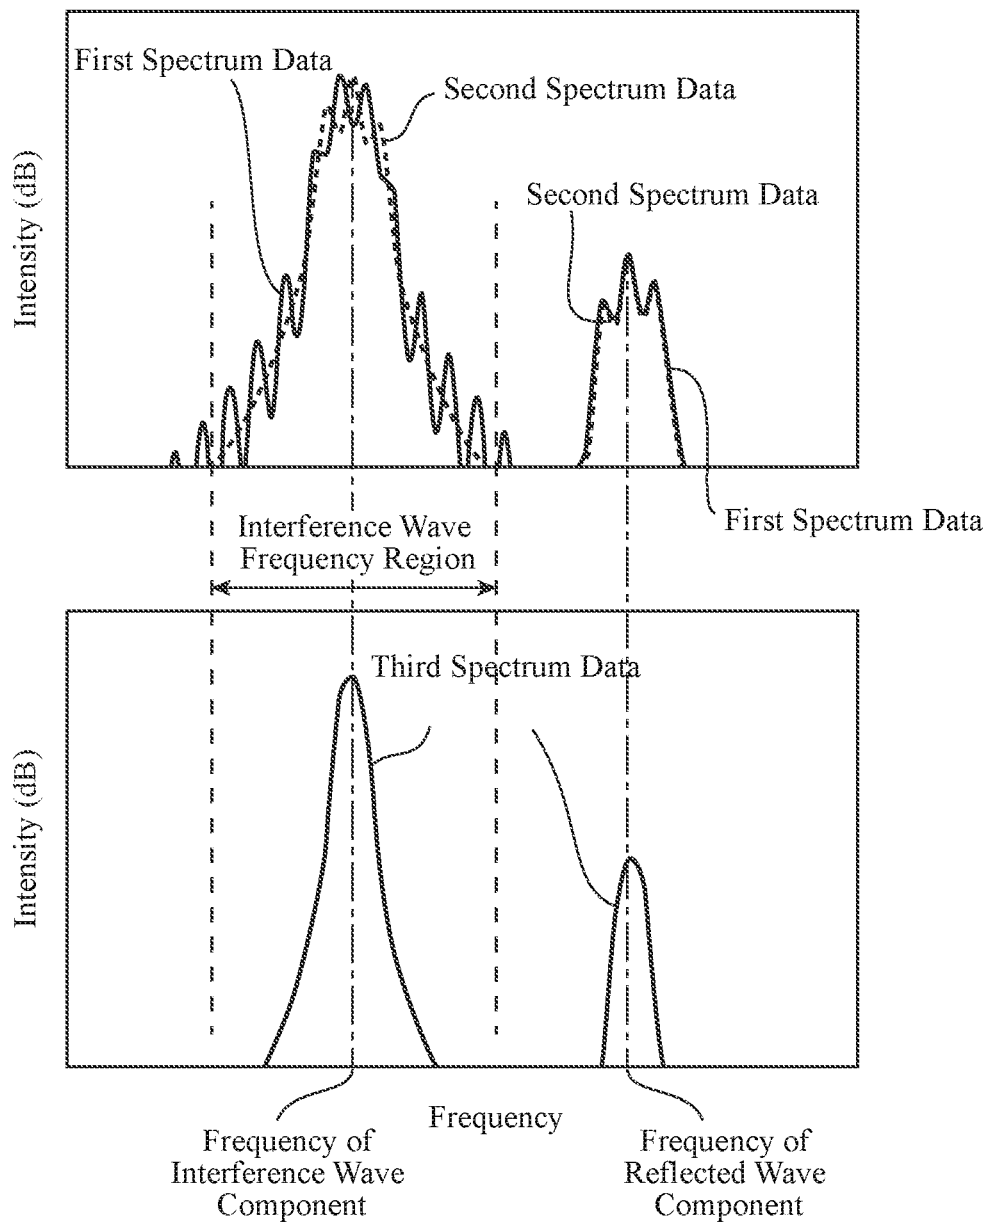 First Spectrum Data
Second Spectrum Data
Second Spectrum Data
Intensity (dB)
First Spectrum Data
Interference Wave
Frequency Region
Third Spectrum Data
Intensity (dB)
Frequency
Frequency of
Interference Wave
Component
Frequency of
Reflected Wave
Component